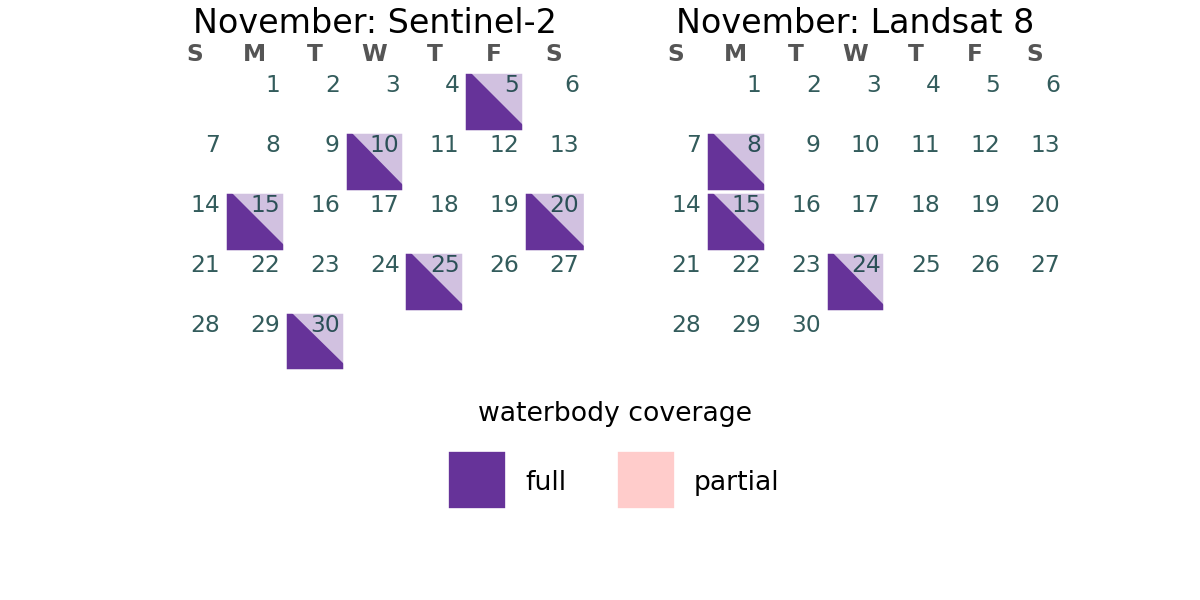 November: Sentinel-2
S M T W T F S
1 2 3 4 5 6
7 8 9 10 11 12 13
14 15 16 17 18 19 20
21 22 23 24 25 26 27
28 29 30
November: Landsat 8
S M T W T F S
1 2 3 4 5 6
7 8 9 10 11 12 13
14 15 16 17 18 19 20
21 22 23 24 25 26 27
28 29 30
waterbody coverage
full partial